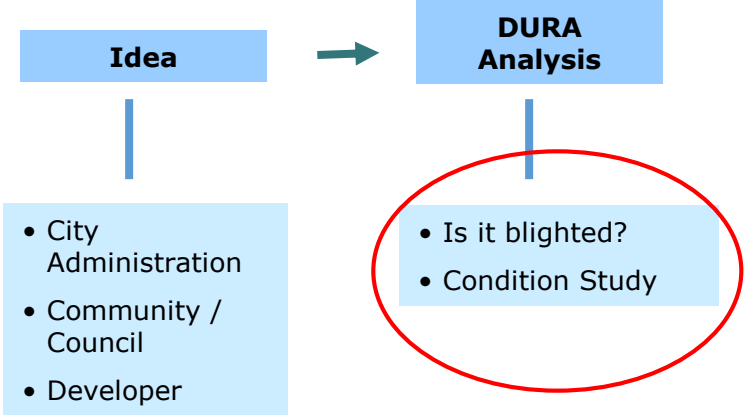 Idea
DURA
Analysis
• City
Administration
• Community /
Council
• Developer
• Is it blighted?
• Condition Study